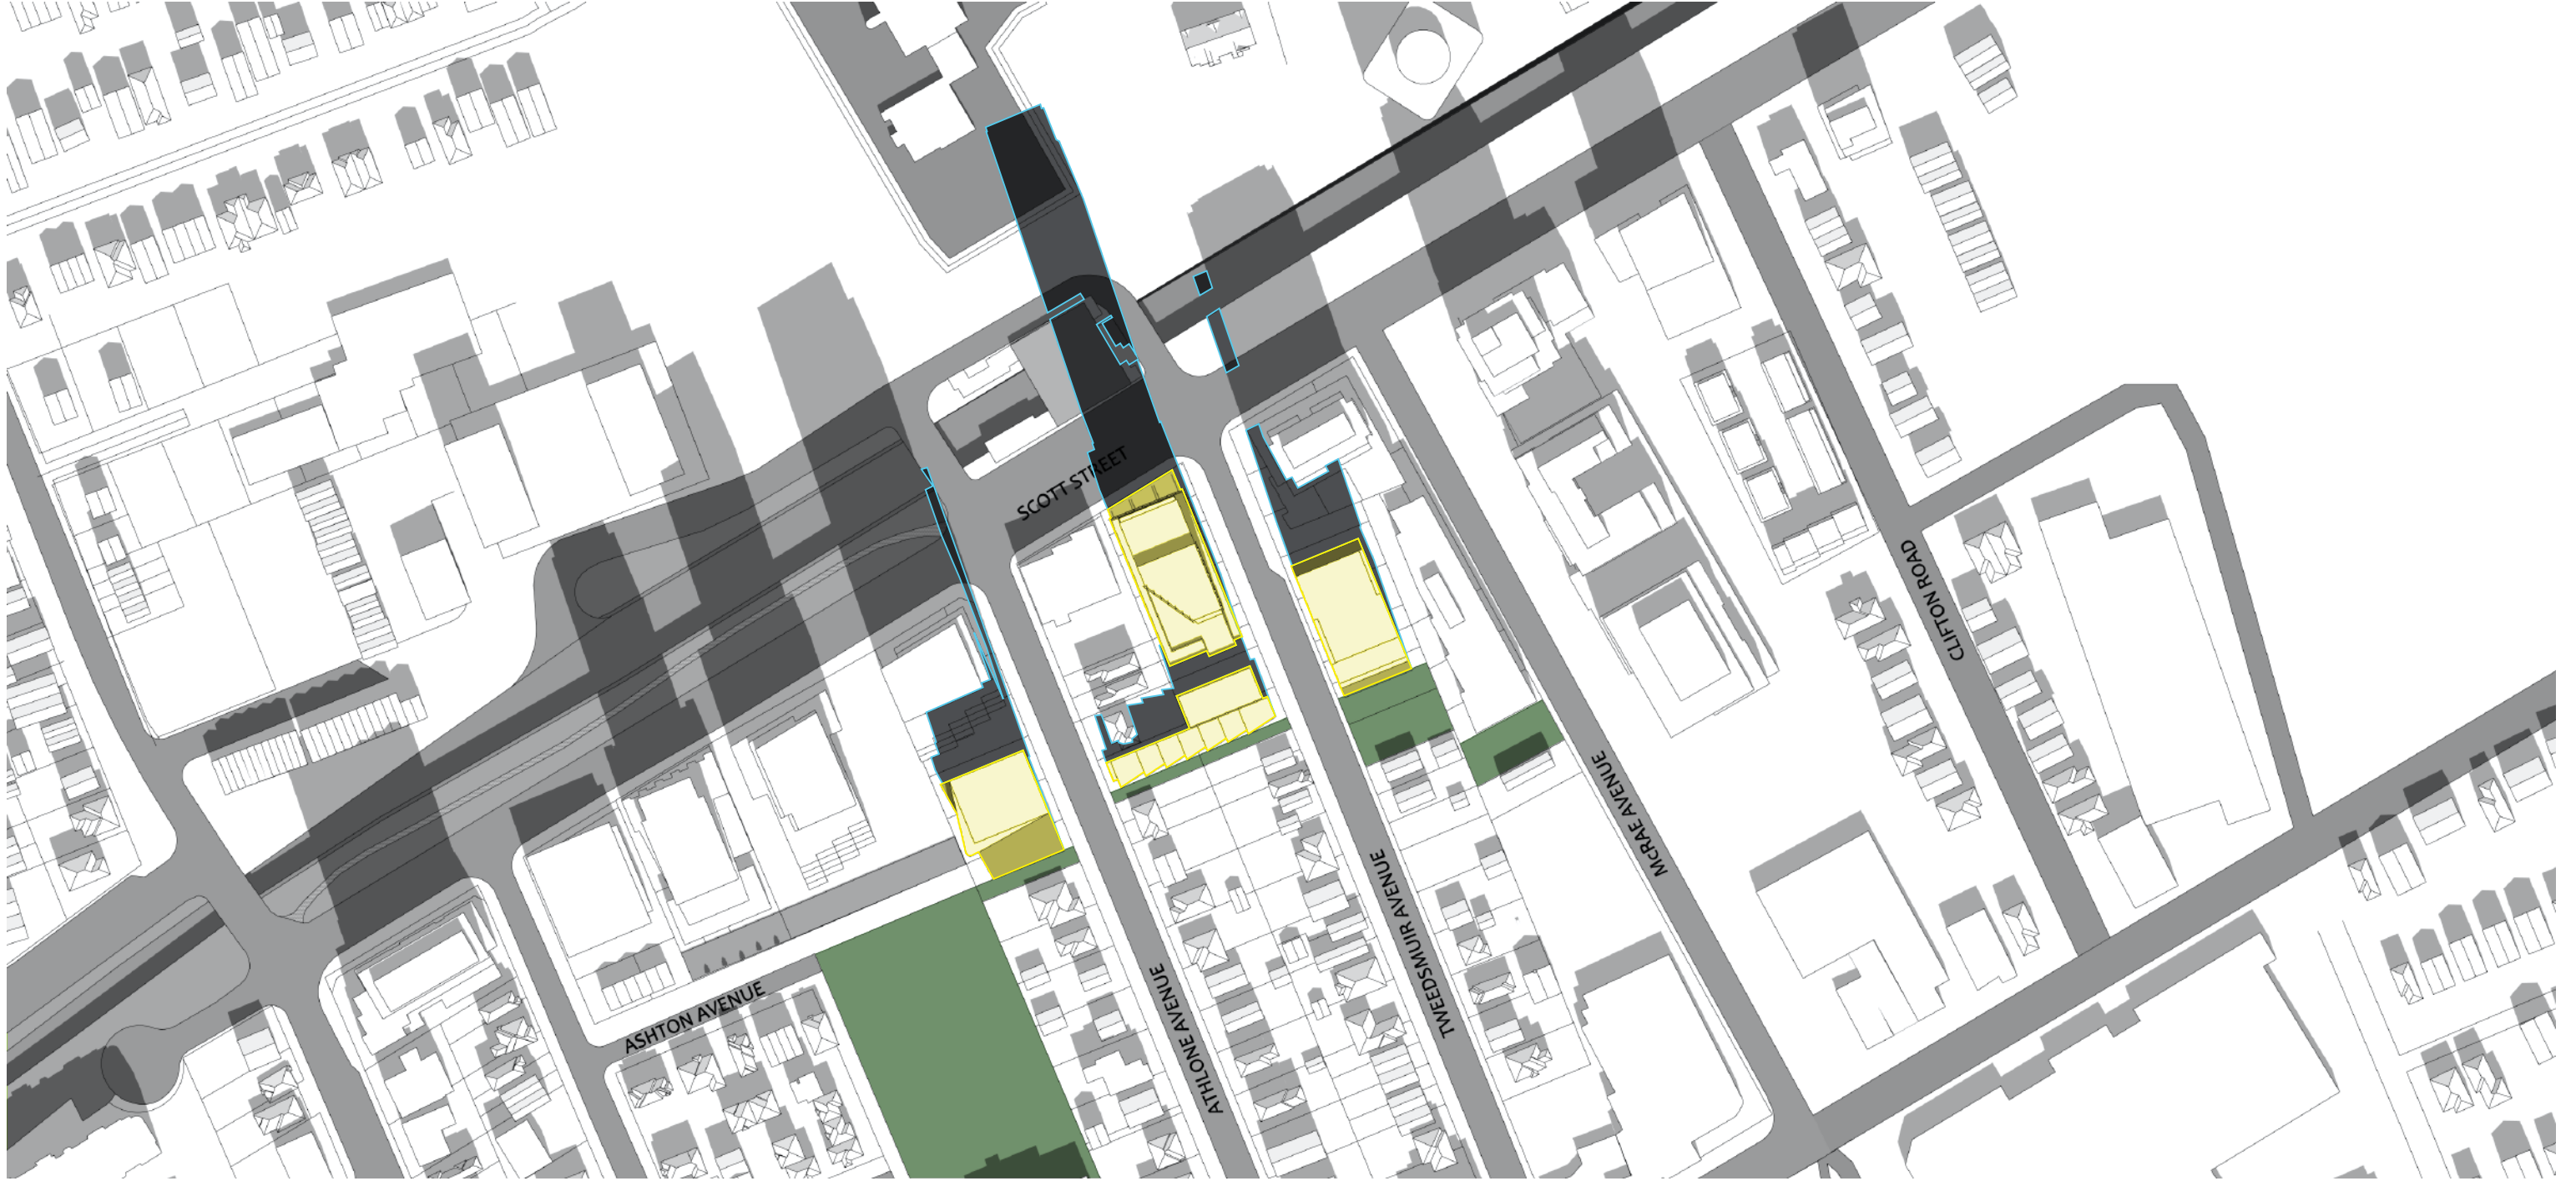 SCOTT STREET
CLIFTON ROAD
McRAE AVENUE
TWEEDSMUIR AVENUE
ATHLONE AVENUE
ASHTON AVENUE